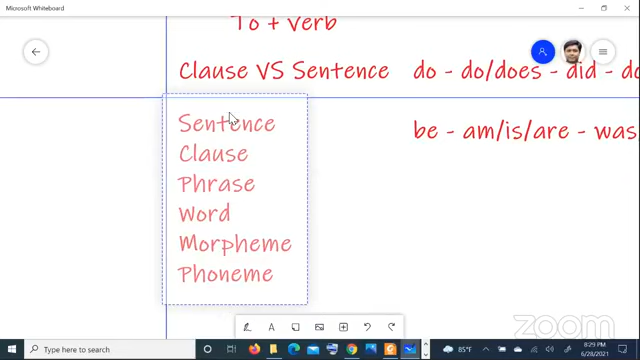 Microsoft Whiteboard
To + verb
Clause VS Sentence
do - do/does - did - do
be - am/is/are - was/
Sentence
Clause
Phrase
Word
Morpheme
Phoneme
zoom
Type here to search
85°F
8:29 PM
6/28/2021